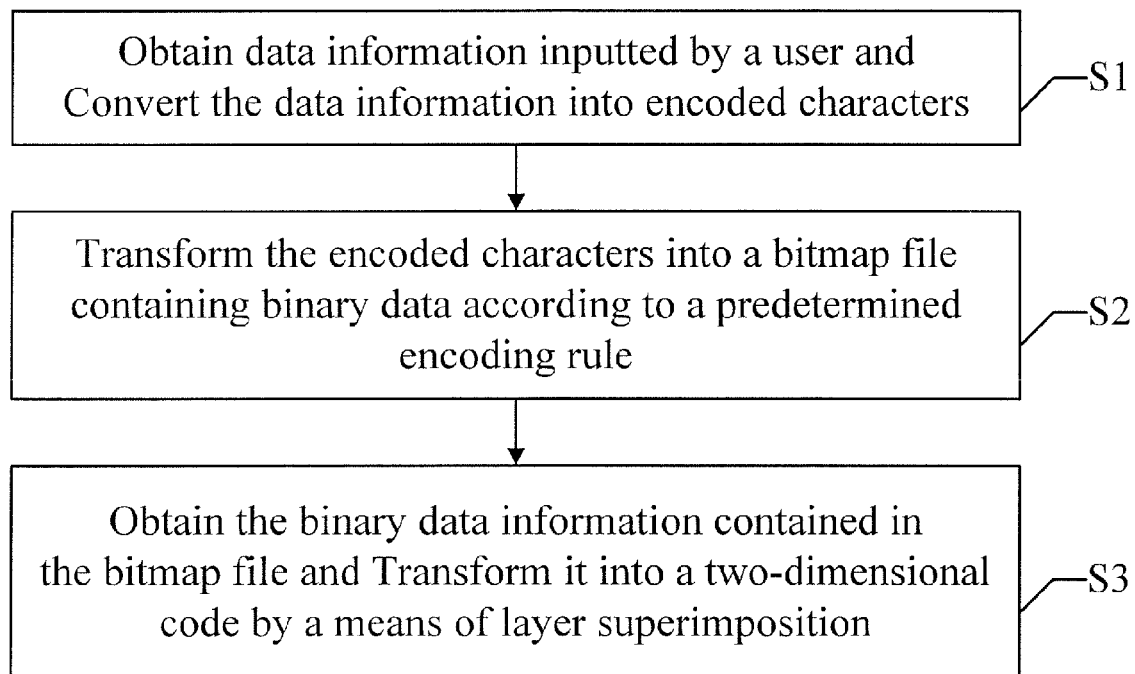 Obtain data information inputted by a user and
Convert the data information into encoded characters
S1
Transform the encoded characters into a bitmap file
containing binary data according to a predetermined
encoding rule
S2
Obtain the binary data information contained in
the bitmap file and Transform it into a two-dimensional
code by a means of layer superimposition
S3